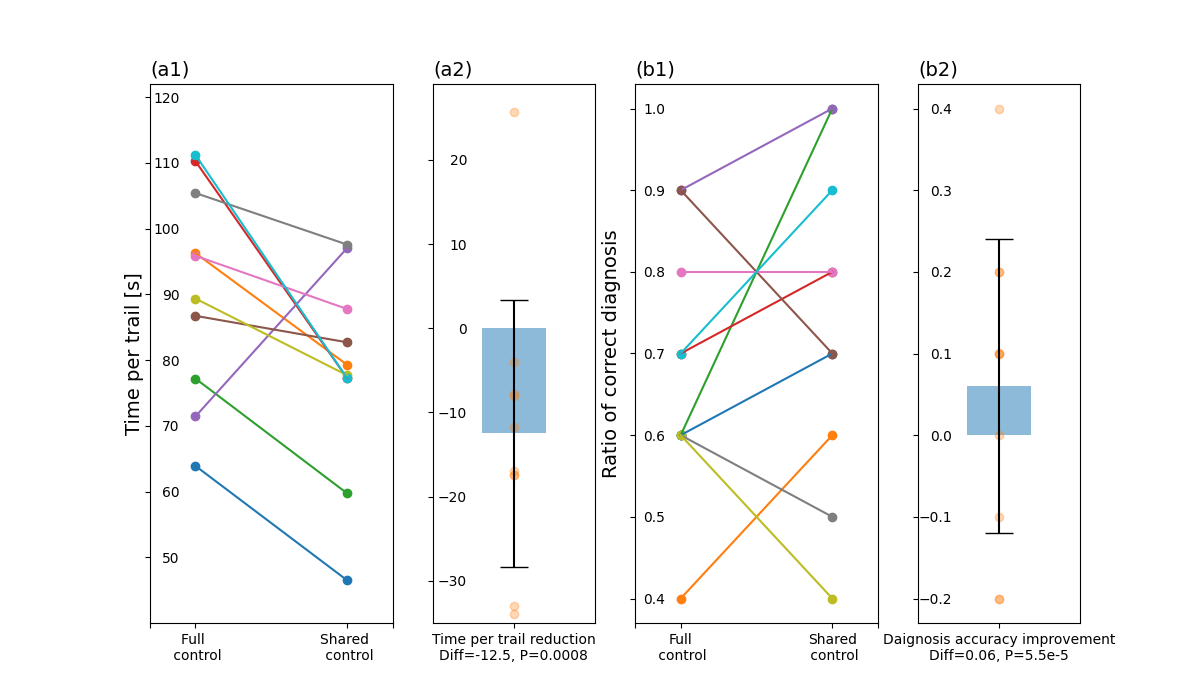 (a1)
(a2)
(b1)
(b2)
120
110
100
90
80
70
60
50
Time per trail [s]
Full
control
Shared
control
20
10
0
−10
−20
−30
Time per trail reduction
Diff=-12.5, P=0.0008
1.0
0.9
0.8
0.7
0.6
0.5
0.4
Ratio of correct diagnosis
Full
control
Shared
control
0.4
0.3
0.2
0.1
0.0
−0.1
−0.2
Daignosis accuracy improvement
Diff=0.06, P=5.5e-5